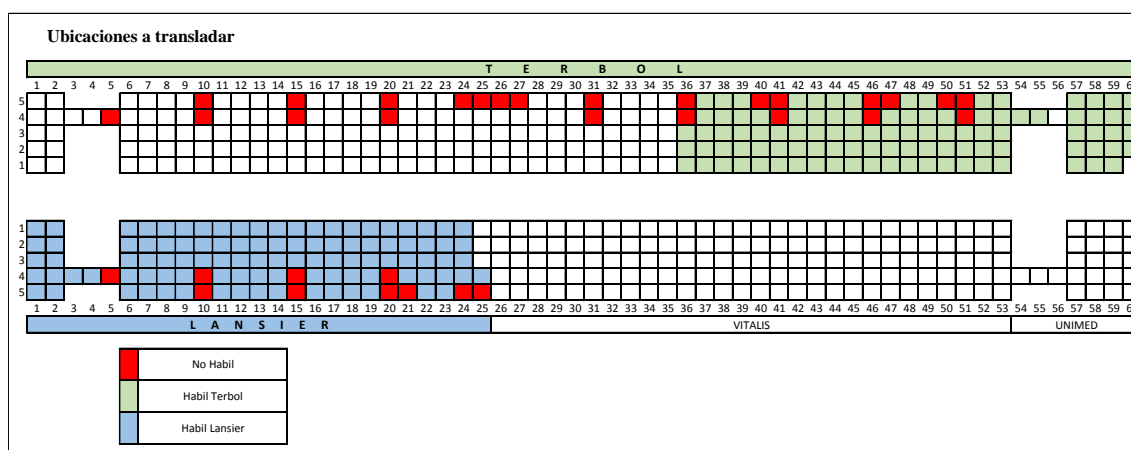 Ubicaciones a transladar
T E R B O L
1 2 3 4 5 6 7 8 9 10 11 12 13 14 15 16 17 18 19 20 21 22 23 24 25 26 27 28 29 30 31 32 33 34 35 36 37 38 39 40 41 42 43 44 45 46 47 48 49 50 51 52 53 54 55 56 57 58 59
5
4
3
2
1
1
2
3
4
5
1 2 3 4 5 6 7 8 9 10 11 12 13 14 15 16 17 18 19 20 21 22 23 24 25 26 27 28 29 30 31 32 33 34 35 36 37 38 39 40 41 42 43 44 45 46 47 48 49 50 51 52 53 54 55 56 57 58 59
L A N S I E R VITALIS UNIMED
No Habil
Habil Terbol
Habil Lansier